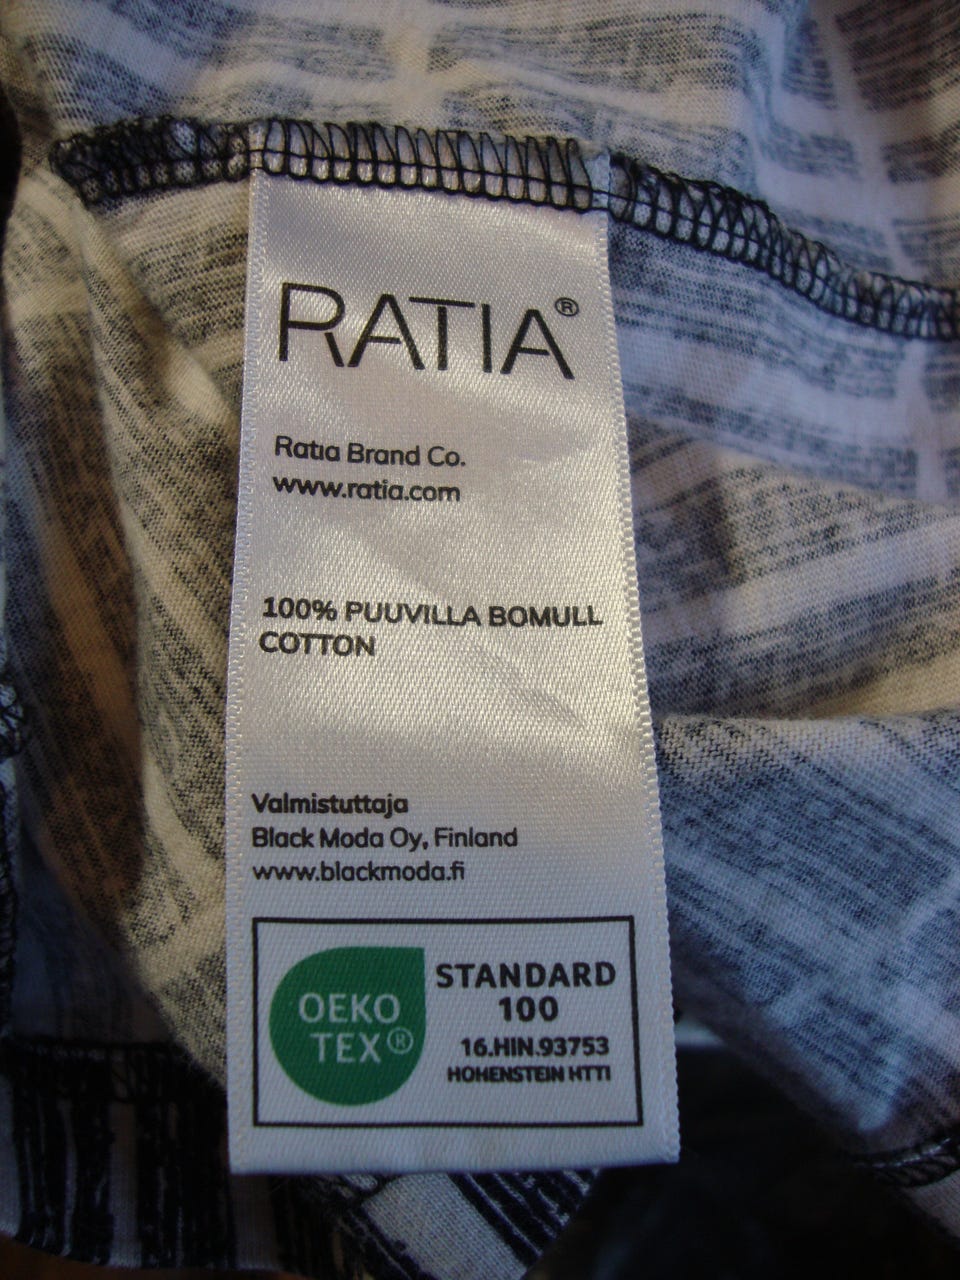 RATIA®
Ratia Brand Co.
www.ratia.com
100% PUUVILLA BOMULL
COTTON
Valmistuttaja
Black Moda Oy, Finland
www.blackmoda.fi
OEKO
TEX®
STANDARD
100
16.HIN.93753
HOHENSTEIN HTTI